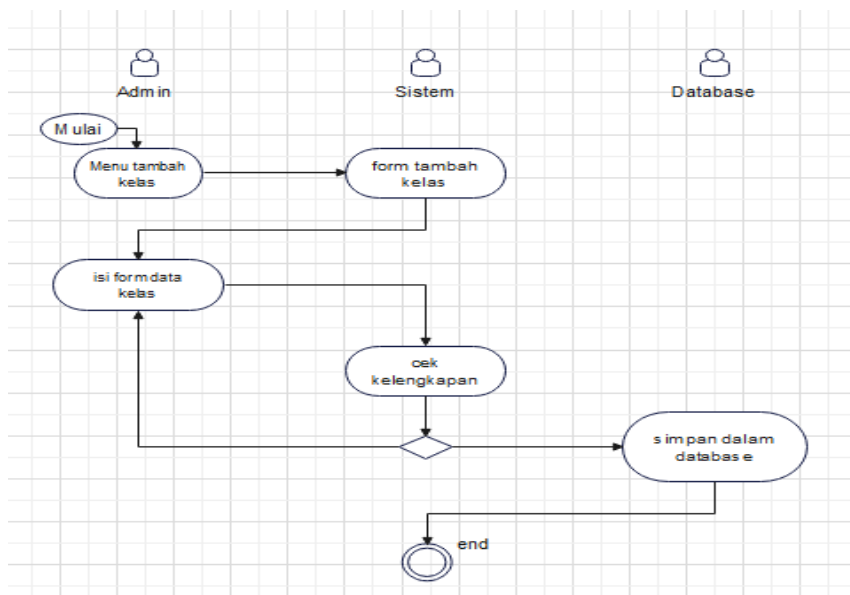 Admin
Sistem
Database
Mulai
Menu tambah
kelas
form tambah
kelas
isi form data
kelas
cek
kelengkapan
simpan dalam
database
end